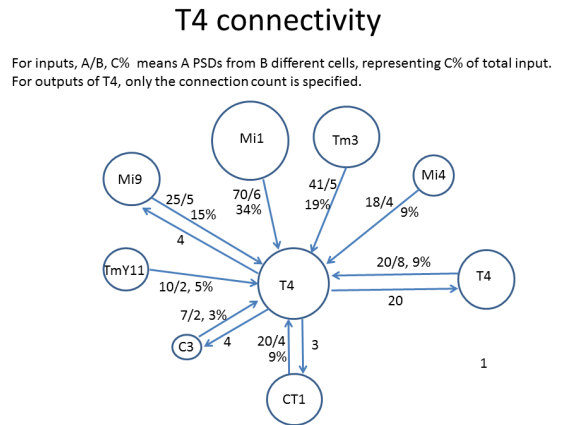 T4 connectivity
For inputs, A/B, C% means A PSDs from B different cells, representing C% of total input.
For outputs of T4, only the connection count is specified.
Mi1
Tm3
Mi9
Mi4
25/5
15%
70/6
34%
41/5
19%
18/4
9%
4
TmY11
10/2, 5%
T4
20/8, 9%
T4
20
7/2, 3%
C3
4
20/4
9%
3
1
CT1